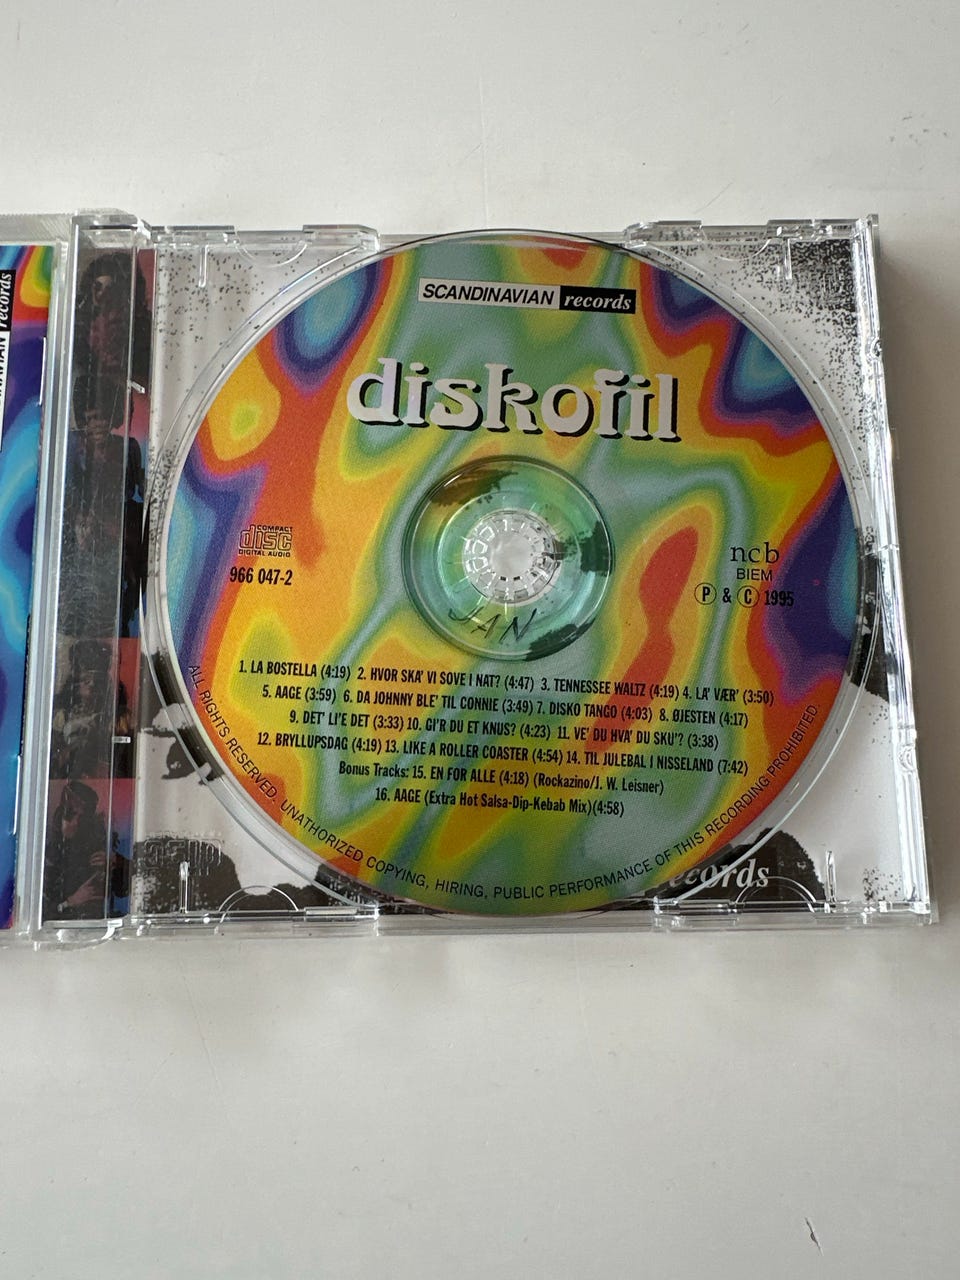 SCANDINAVIAN records
records
diskofil
COMPACT
disc
DIGITAL AUDIO
966 047-2
ncb
BIEM
Ⓟ & Ⓒ 1995
JAN
1. LA BOSTELLA (4:19) 2. HVOR SKA' VI SOVE I NAT? (4:47) 3. TENNESSEE WALTZ (4:19) 4. LA' VÆR' (3:50)
5. AAGE (3:59) 6. DA JOHNNY BLE' TIL CONNIE (3:49) 7. DISKO TANGO (4:03) 8. ØJESTEN (4:17)
9. DET' LI'E DET (3:33) 10. GI'R DU ET KNUS? (4:23) 11. VE' DU HVA' DU SKU'? (3:38)
12. BRYLLUPSDAG (4:19) 13. LIKE A ROLLER COASTER (4:54) 14. TIL JULEBAL I NISSELAND (7:42)
Bonus Tracks: 15. EN FOR ALLE (4:18) (Rockazino/J. W. Leisner)
16. AAGE (Extra Hot Salsa-Dip-Kebab Mix)(4:58)
ALL RIGHTS RESERVED. UNATHORIZED COPYING, HIRING, PUBLIC PERFORMANCE OF THIS RECORDING PROHIBITED.
records